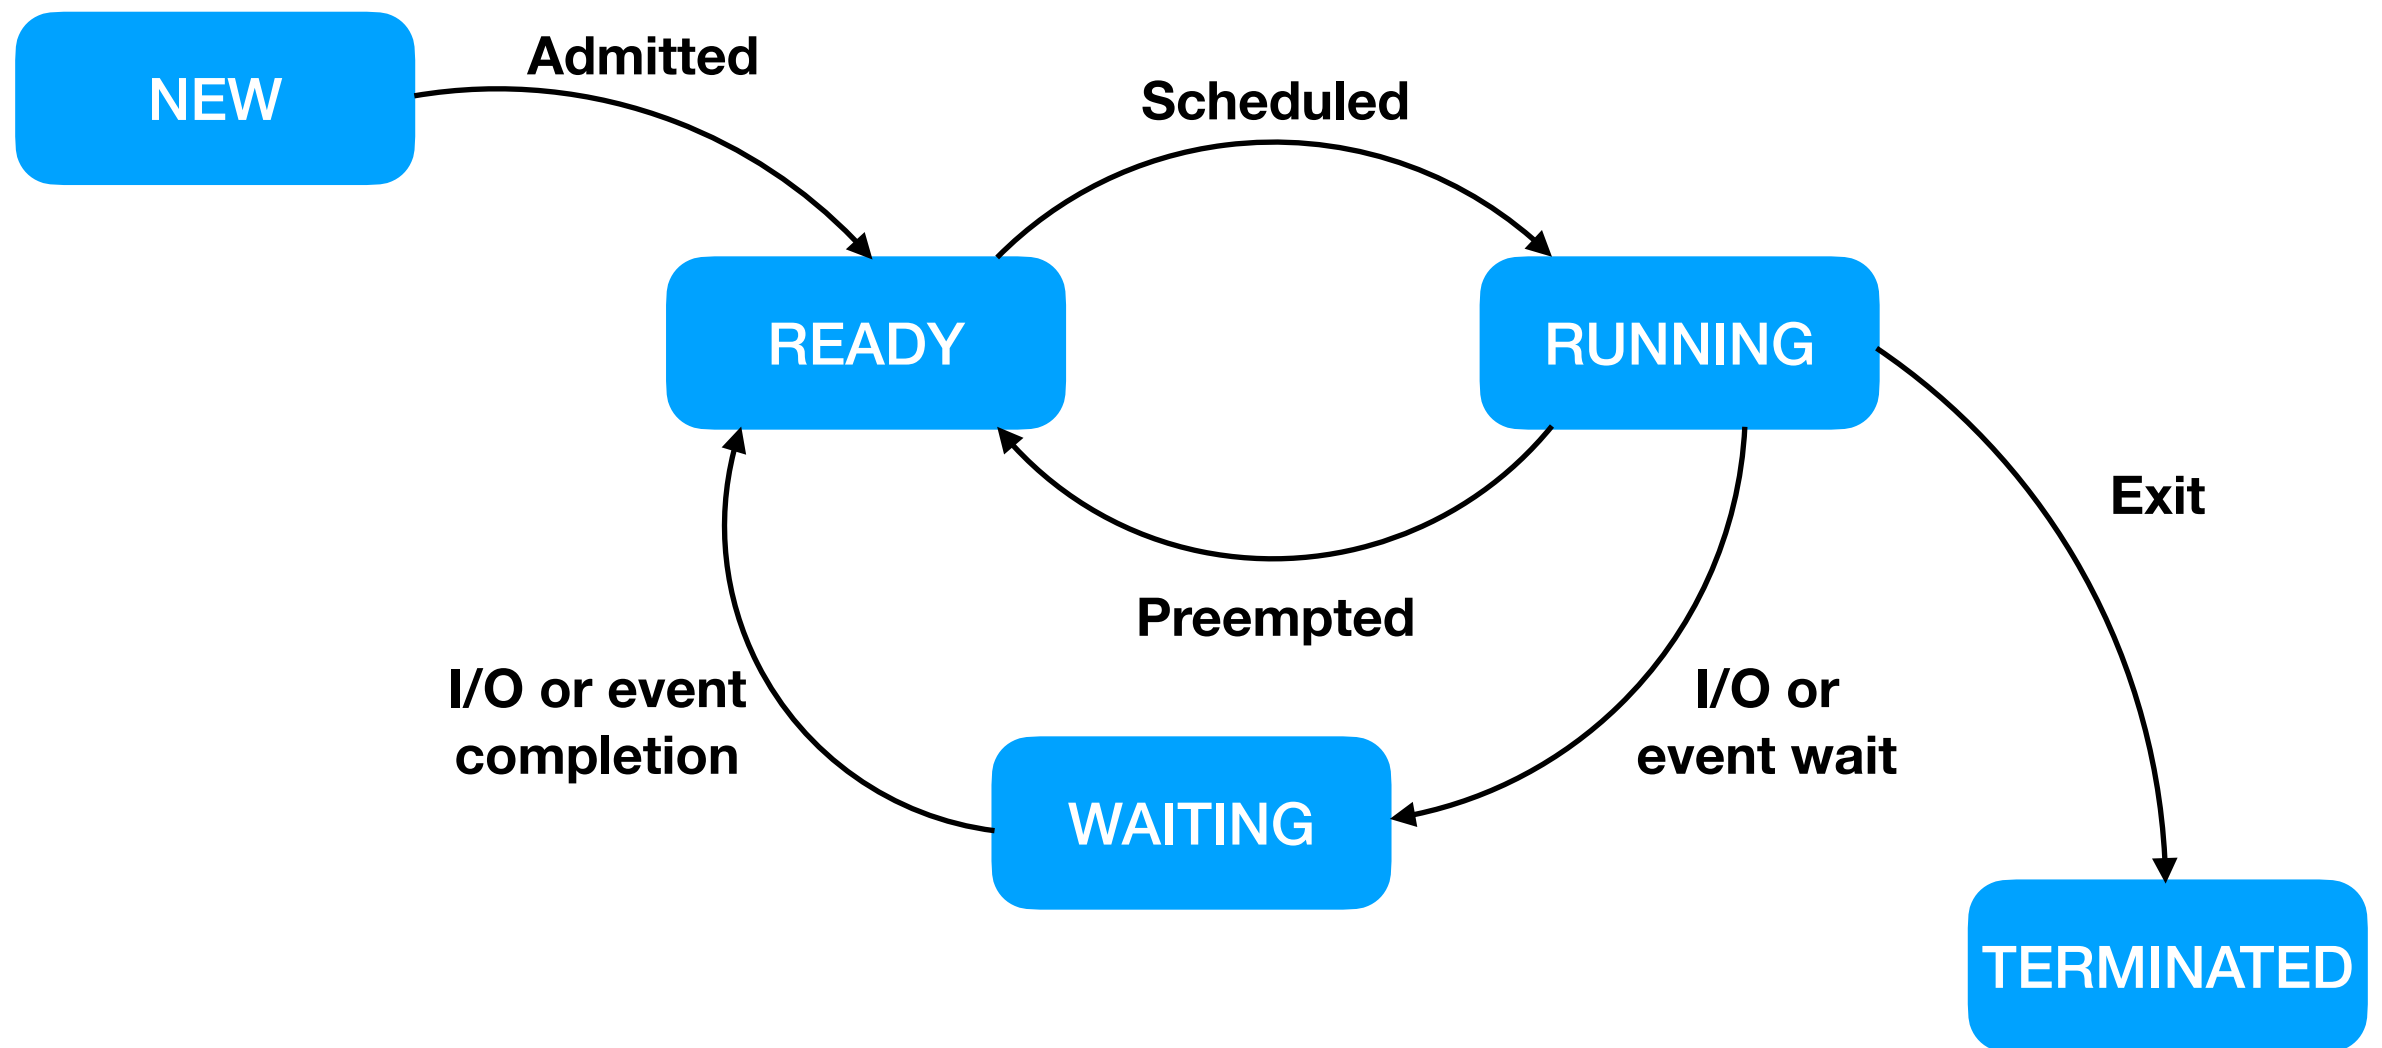 NEW
Admitted
Scheduled
READY
RUNNING
Exit
Preempted
I/O or event
completion
I/O or
event wait
WAITING
TERMINATED